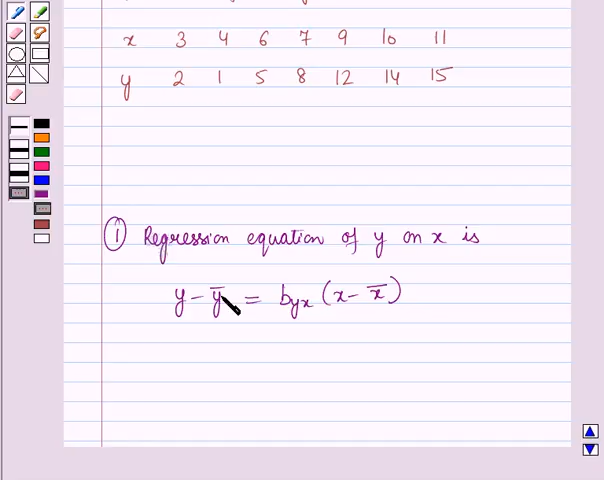 x 3 4 6 7 9 10 11
y 2 1 5 8 12 14 15
① Regression equation of y on x is
y - ȳ = byx (x - x̄)